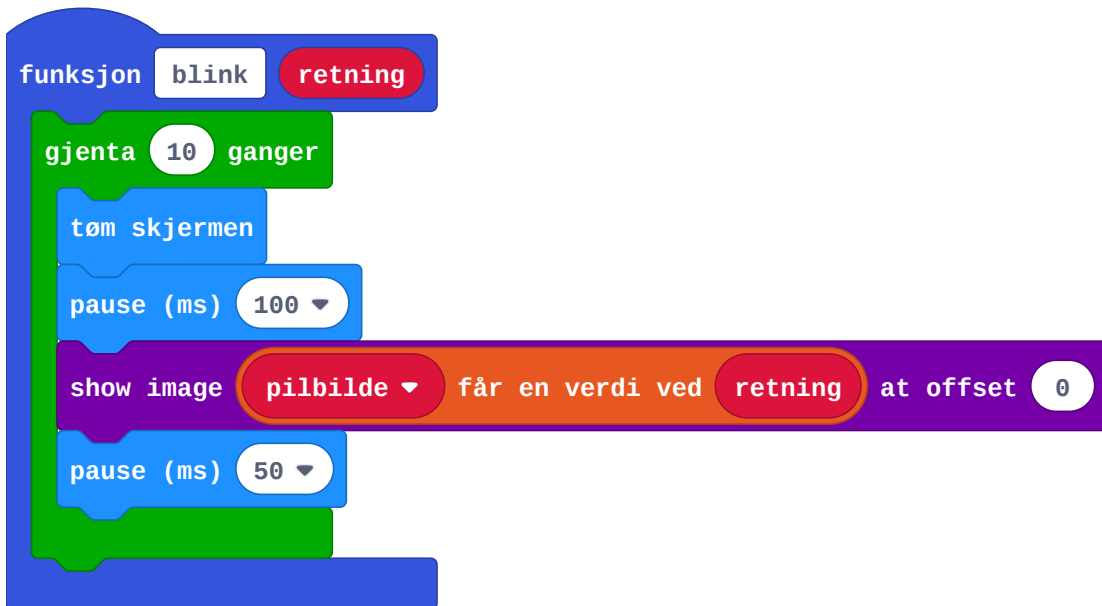 funksjon blink retning
gjenta 10 ganger
tøm skjermen
pause (ms) 100
show image pilbilde får en verdi ved retning at offset 0
pause (ms) 50